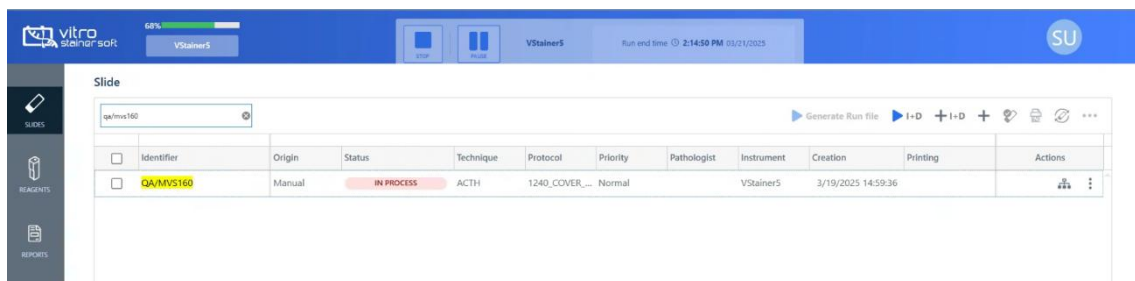 vitro
stainersoft
68%
VStainer5
STOP
PAUSE
VStainer5
Run end time 2:14:50 PM 03/21/2025
SU
SLIDES
REAGENTS
REPORTS
Slide
qa/mvs160
Generate Run file
I+D
I+D
Identifier Origin Status Technique Protocol Priority Pathologist Instrument Creation Printing Actions
QA/MVS160 Manual IN PROCESS ACTH 1240_COVER_... Normal VStainer5 3/19/2025 14:59:36